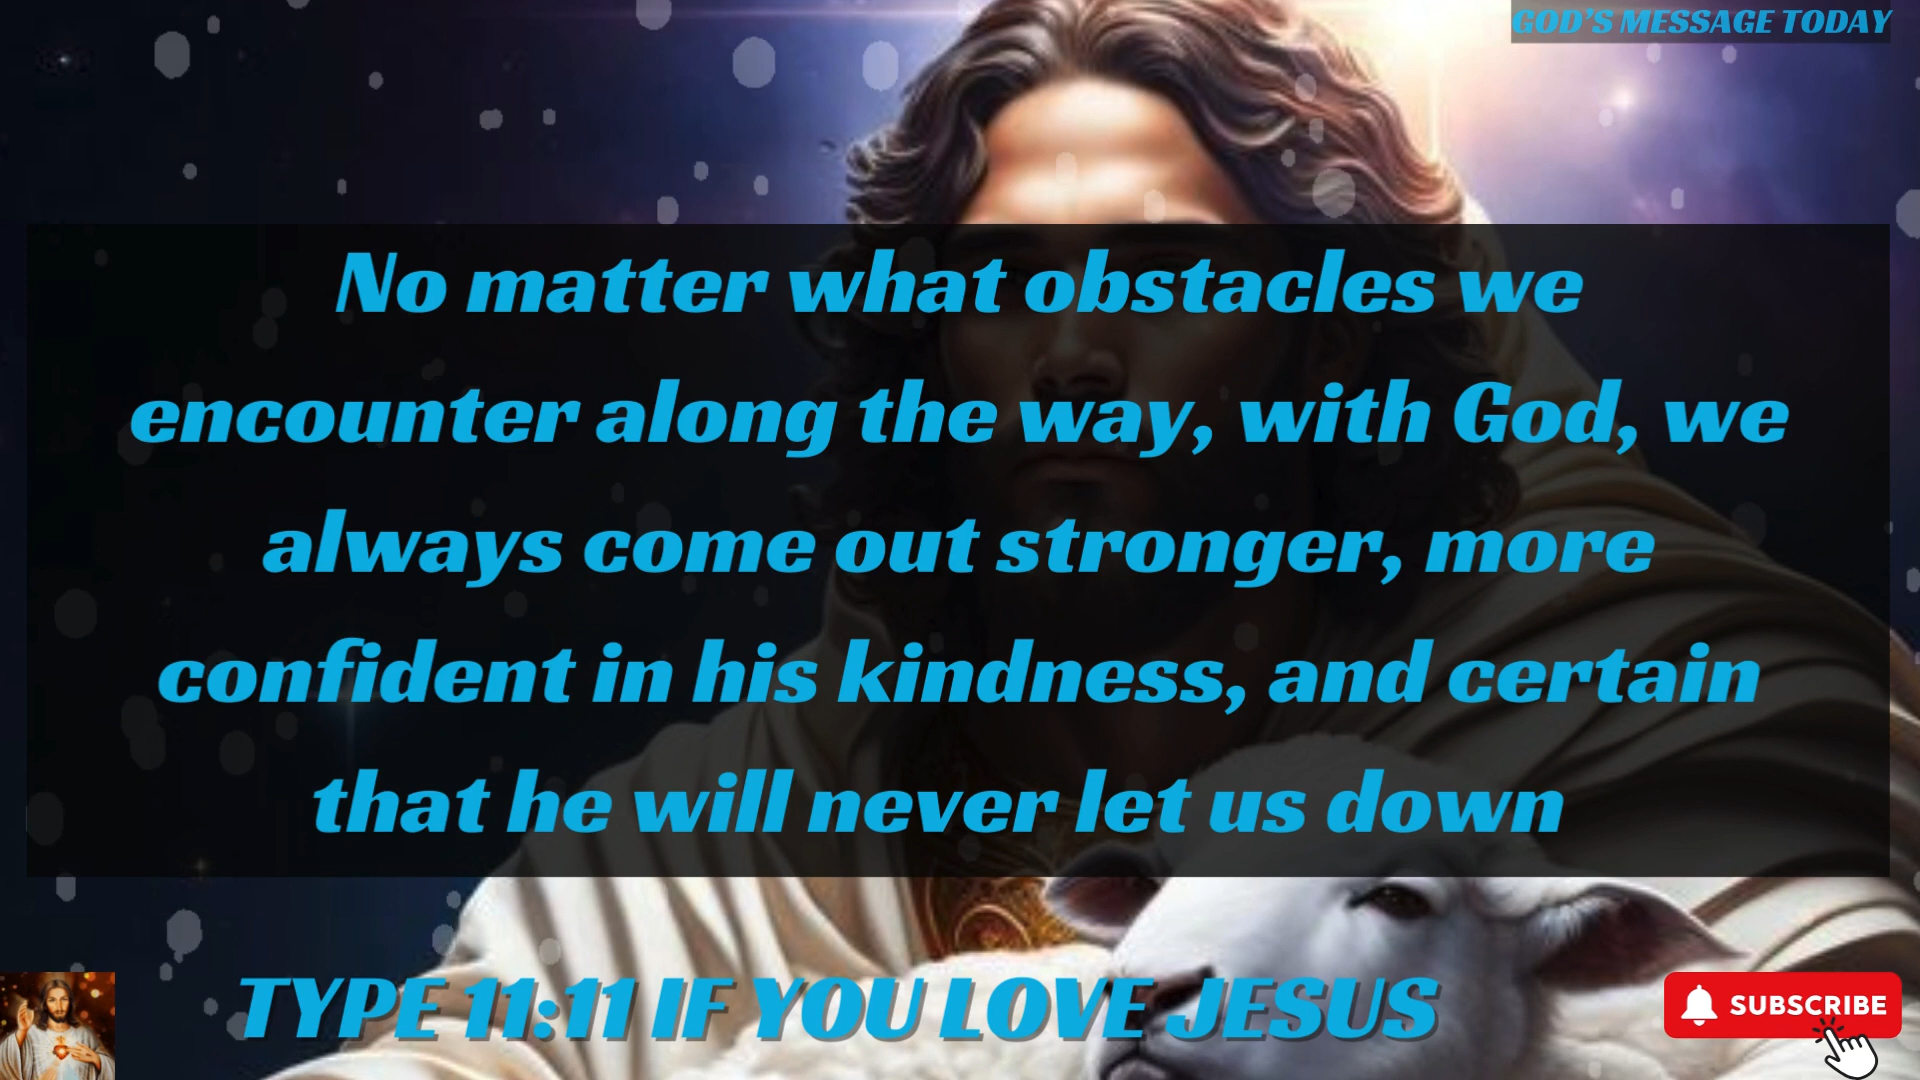 GOD'S MESSAGE TODAY
No matter what obstacles we
encounter along the way, with God, we
always come out stronger, more
confident in his kindness, and certain
that he will never let us down
TYPE 11:11 IF YOU LOVE JESUS
SUBSCRIBE